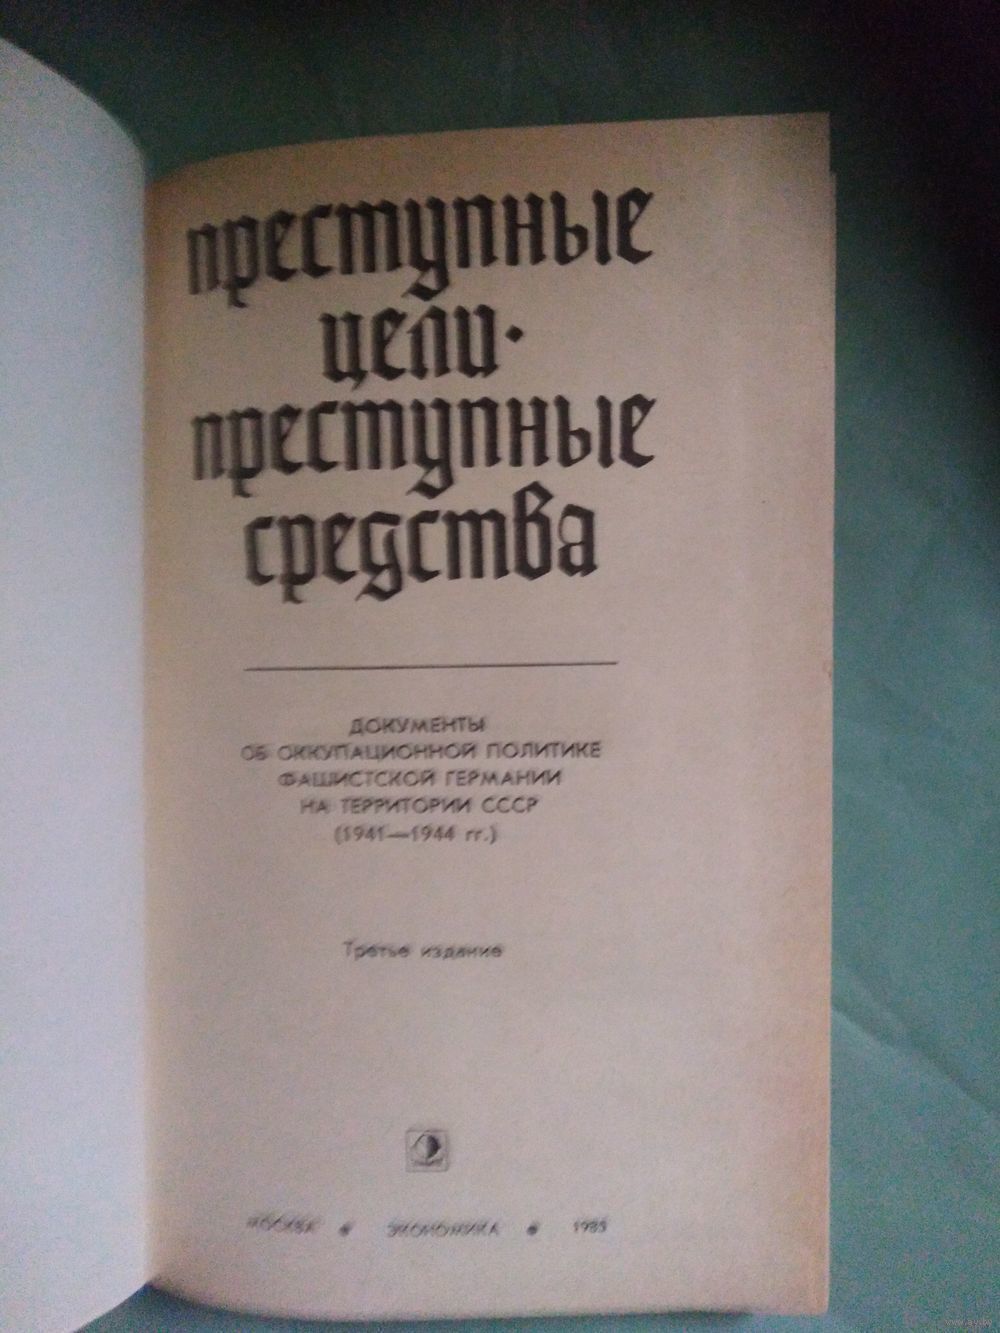 преступные
цели·
преступные
средства
ДОКУМЕНТЫ
ОБ ОККУПАЦИОННОЙ ПОЛИТИКЕ
ФАШИСТСКОЙ ГЕРМАНИИ
НА ТЕРРИТОРИИ СССР
(1941—1944 гг.)
Третье издание
МОСКВА • ЭКОНОМИКА • 1985